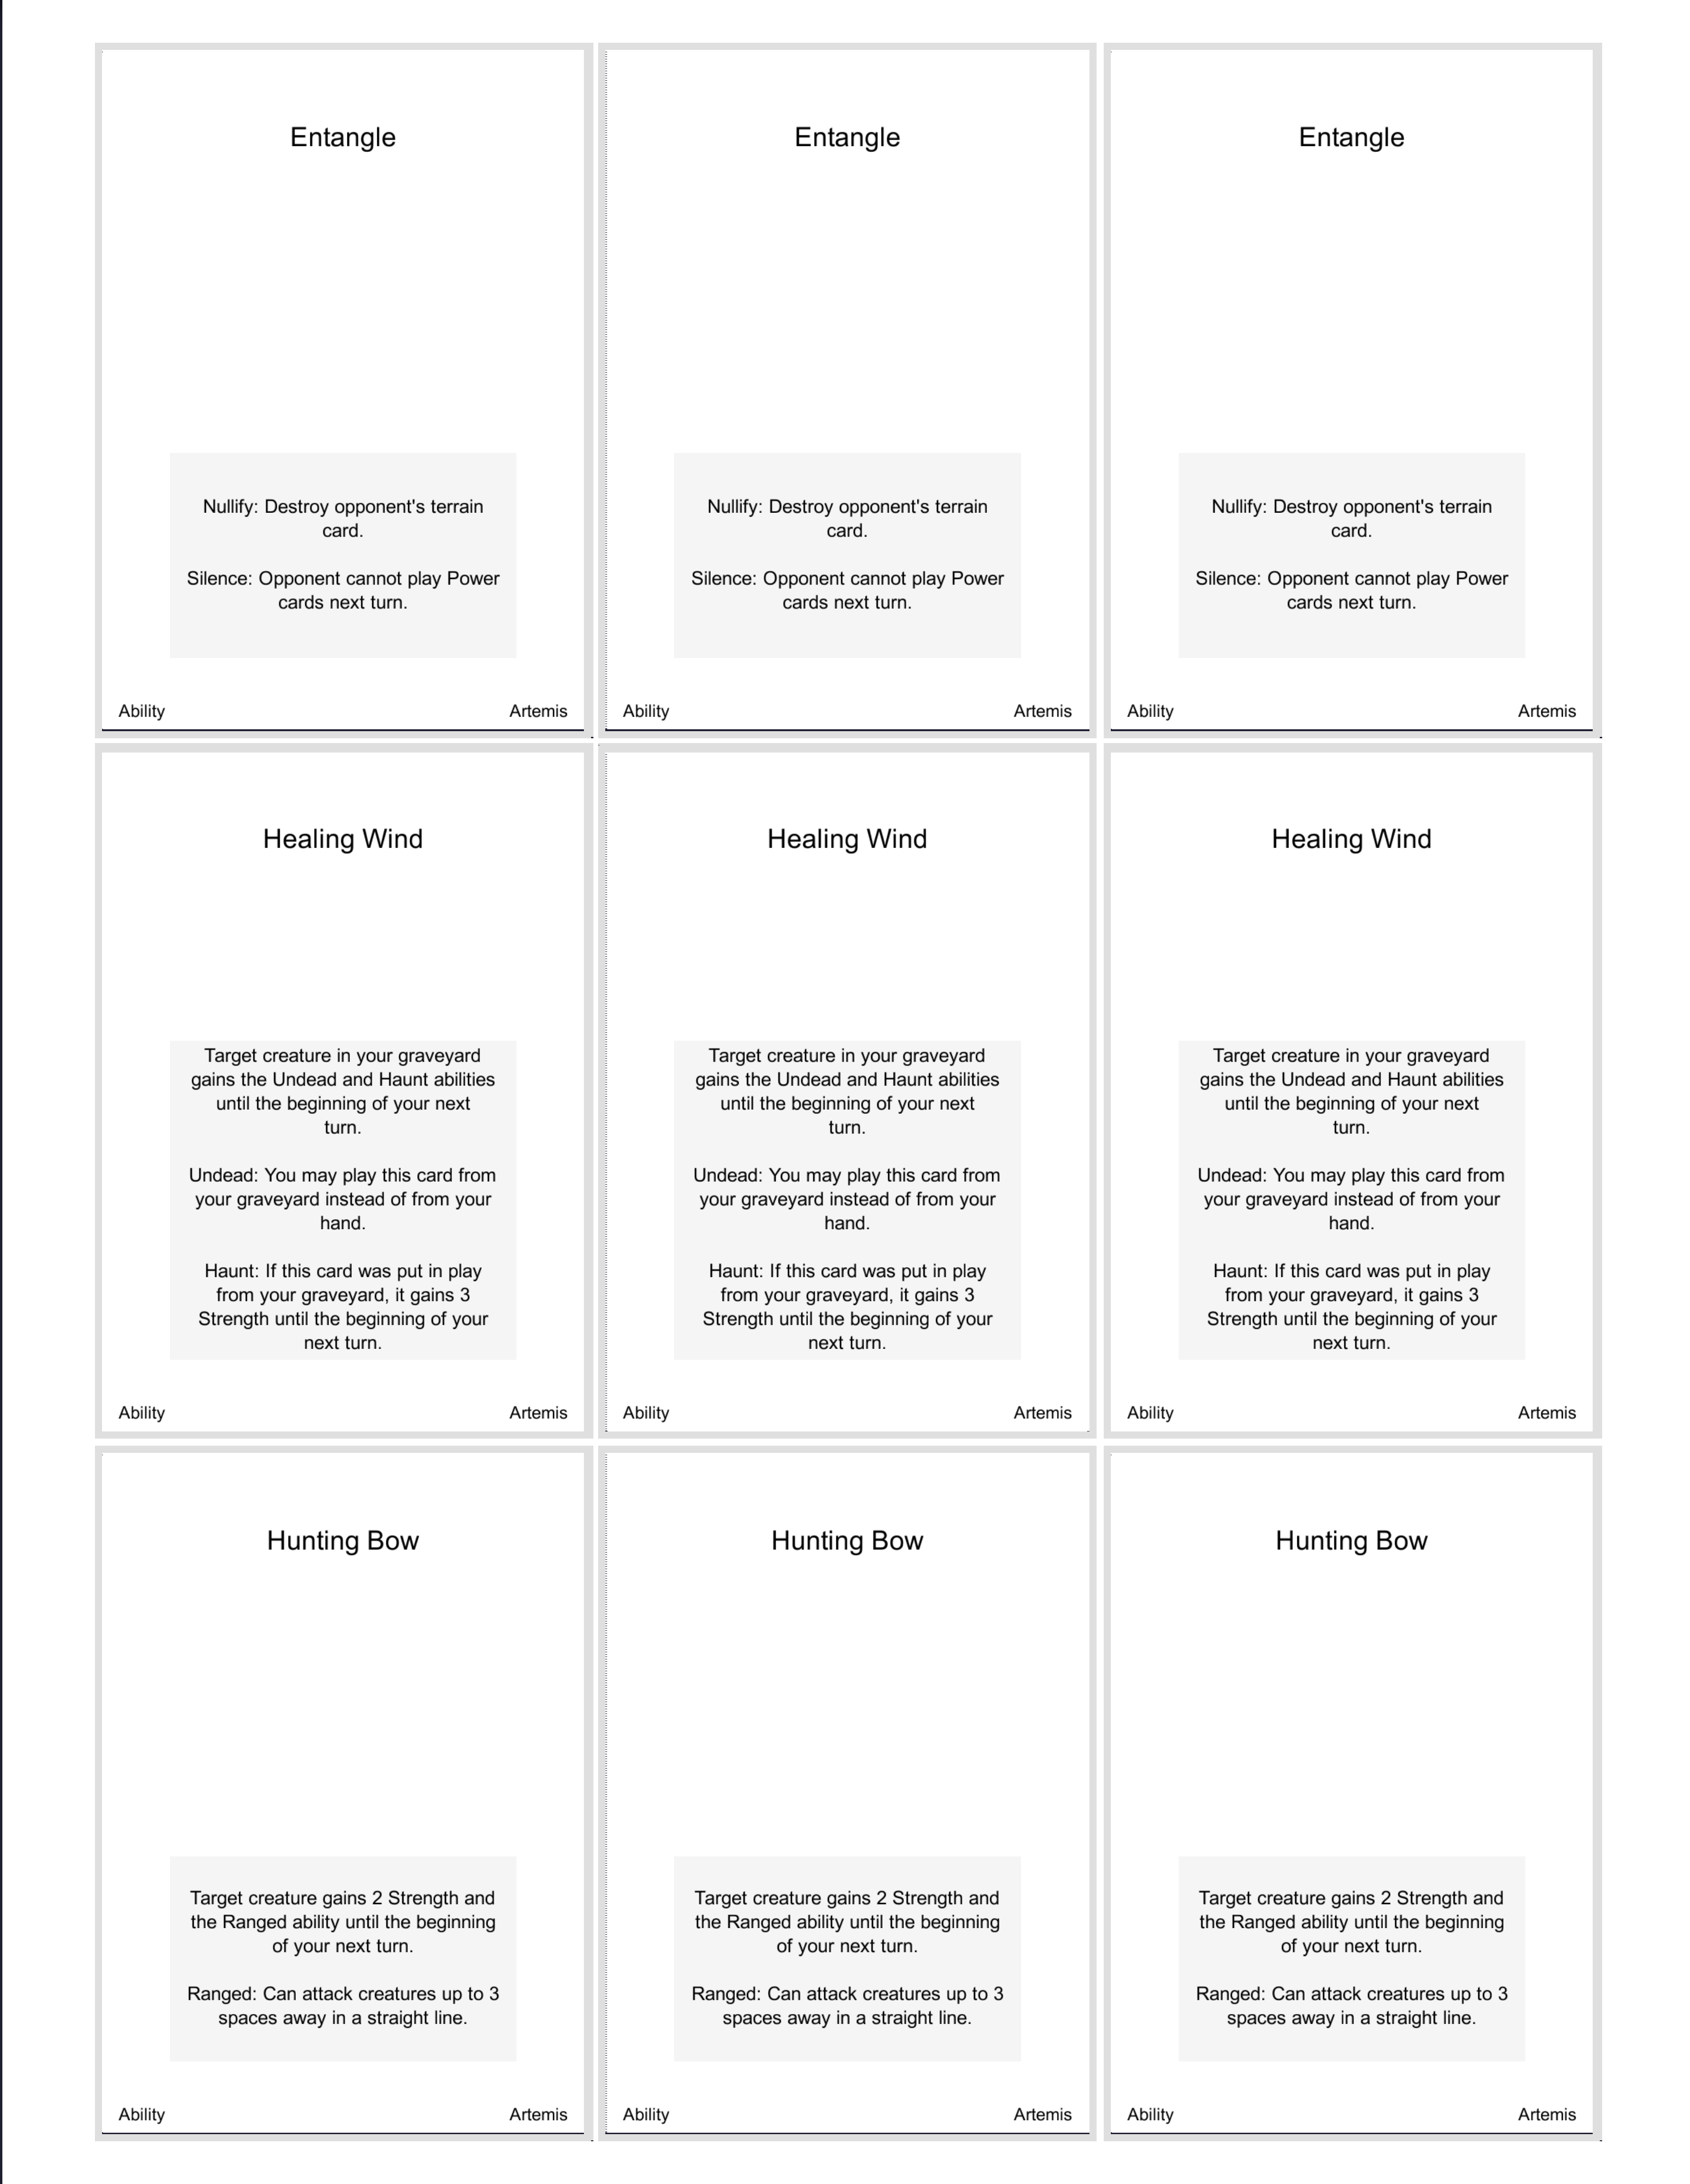 Entangle
Nullify: Destroy opponent's terrain
card.
Silence: Opponent cannot play Power
cards next turn.
Ability
Artemis
Entangle
Nullify: Destroy opponent's terrain
card.
Silence: Opponent cannot play Power
cards next turn.
Ability
Artemis
Entangle
Nullify: Destroy opponent's terrain
card.
Silence: Opponent cannot play Power
cards next turn.
Ability
Artemis
Healing Wind
Target creature in your graveyard
gains the Undead and Haunt abilities
until the beginning of your next
turn.
Undead: You may play this card from
your graveyard instead of from your
hand.
Haunt: If this card was put in play
from your graveyard, it gains 3
Strength until the beginning of your
next turn.
Ability
Artemis
Healing Wind
Target creature in your graveyard
gains the Undead and Haunt abilities
until the beginning of your next
turn.
Undead: You may play this card from
your graveyard instead of from your
hand.
Haunt: If this card was put in play
from your graveyard, it gains 3
Strength until the beginning of your
next turn.
Ability
Artemis
Healing Wind
Target creature in your graveyard
gains the Undead and Haunt abilities
until the beginning of your next
turn.
Undead: You may play this card from
your graveyard instead of from your
hand.
Haunt: If this card was put in play
from your graveyard, it gains 3
Strength until the beginning of your
next turn.
Ability
Artemis
Hunting Bow
Target creature gains 2 Strength and
the Ranged ability until the beginning
of your next turn.
Ranged: Can attack creatures up to 3
spaces away in a straight line.
Ability
Artemis
Hunting Bow
Target creature gains 2 Strength and
the Ranged ability until the beginning
of your next turn.
Ranged: Can attack creatures up to 3
spaces away in a straight line.
Ability
Artemis
Hunting Bow
Target creature gains 2 Strength and
the Ranged ability until the beginning
of your next turn.
Ranged: Can attack creatures up to 3
spaces away in a straight line.
Ability
Artemis